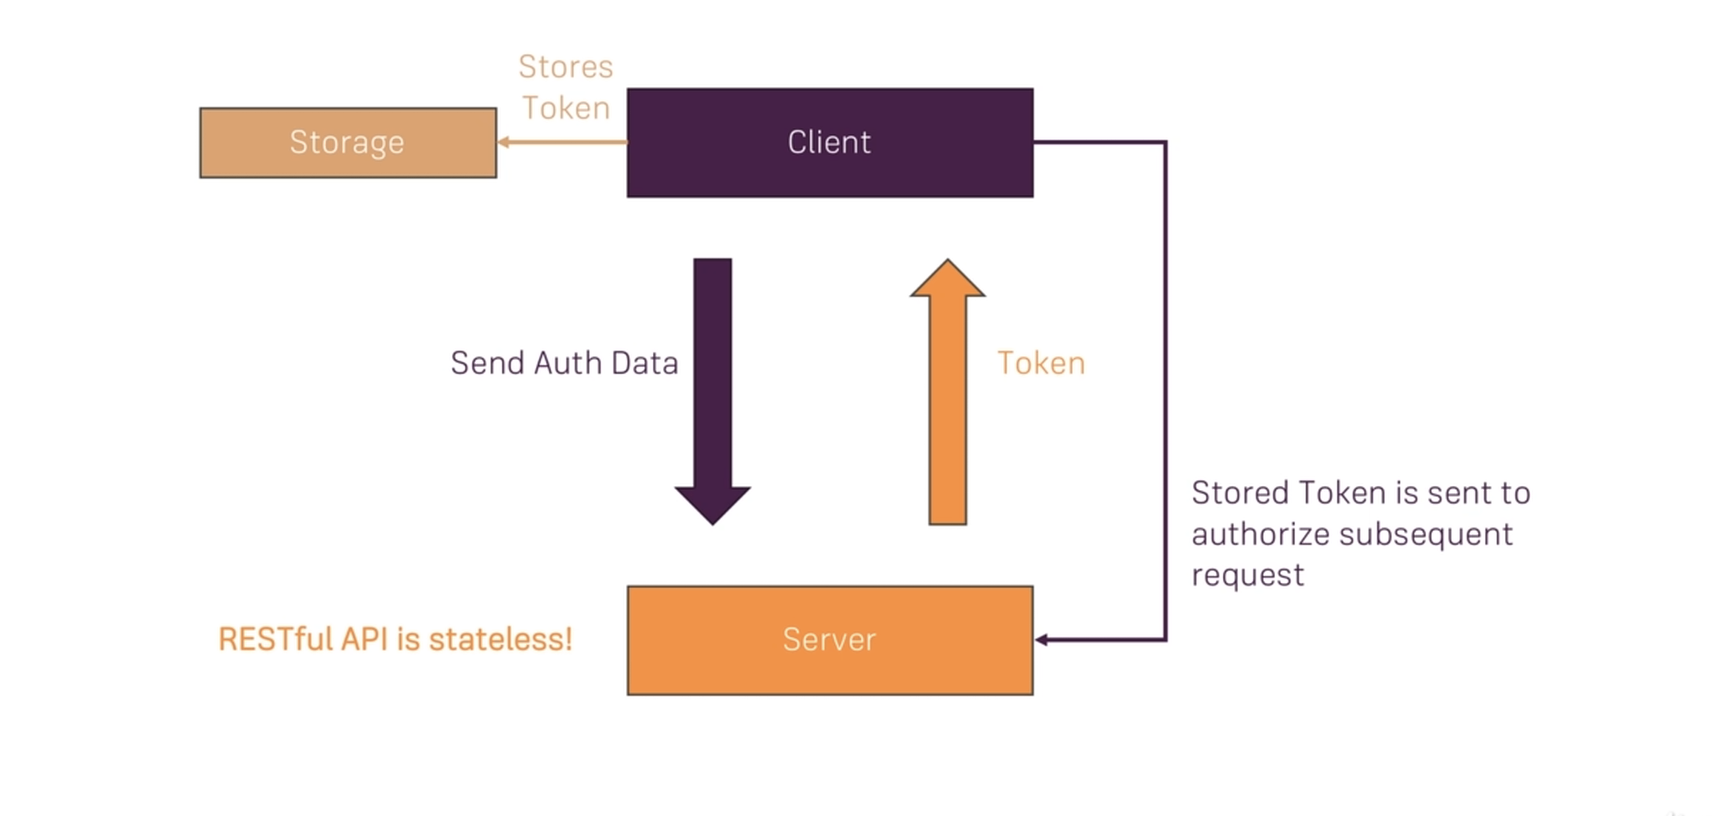 Stores
Token
Storage
Client
Send Auth Data
Token
Stored Token is sent to
authorize subsequent
request
RESTful API is stateless!
Server